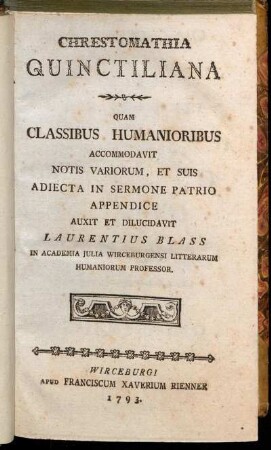 CHRESTOMATHIA
QUINCTILIANA
QUAM
CLASSIBUS HUMANIORIBUS
ACCOMMODAVIT
NOTIS VARIORUM, ET SUIS
ADIECTA IN SERMONE PATRIO
APPENDICE
AUXIT ET DILUCIDAVIT
LAURENTIUS BLASS
IN ACADEMIA JULIA WIRCEBURGENSI LITTERARUM
HUMANIORUM PROFESSOR.
WIRCEBURGI
APUD FRANCISCUM XAVERIUM RIENNER
1793.